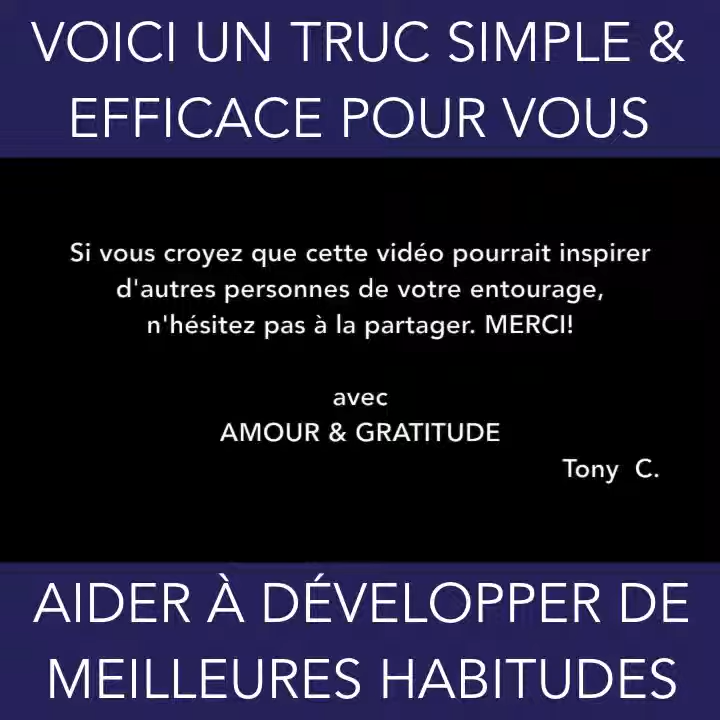 VOICI UN TRUC SIMPLE &
EFFICACE POUR VOUS
Si vous croyez que cette vidéo pourrait inspirer
d'autres personnes de votre entourage,
n'hésitez pas à la partager. MERCI!
avec
AMOUR & GRATITUDE
Tony C.
AIDER À DÉVELOPPER DE
MEILLEURES HABITUDES